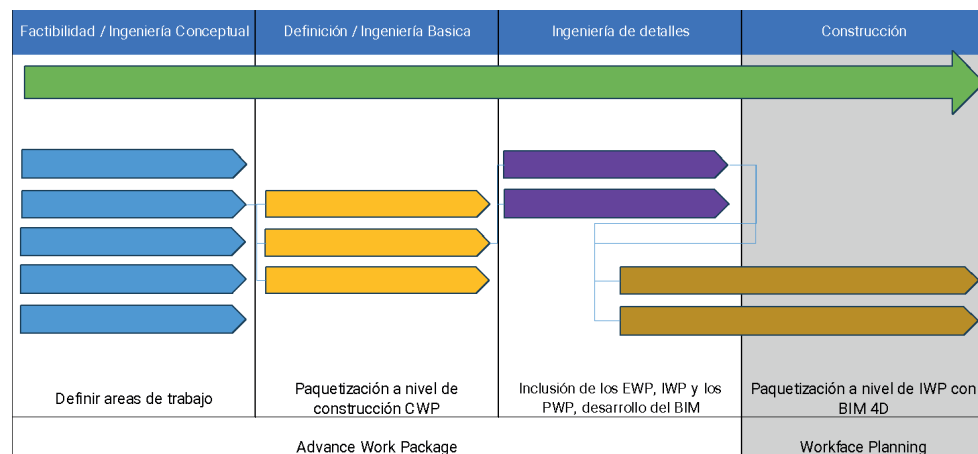 Factibilidad / Ingeniería Conceptual
Definición / Ingeniería Basica
Ingeniería de detalles
Construcción
Definir areas de trabajo
Paquetización a nivel de
construcción CWP
Inclusión de los EWP, IWP y los
PWP, desarrollo del BIM
Paquetización a nivel de IWP con
BIM 4D
Advance Work Package
Workface Planning